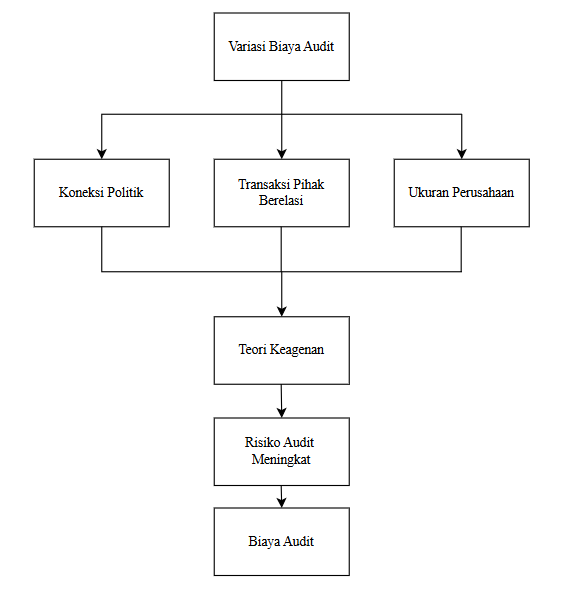 Variasi Biaya Audit
Koneksi Politik
Transaksi Pihak
Berelasi
Ukuran Perusahaan
Teori Keagenan
Risiko Audit
Meningkat
Biaya Audit